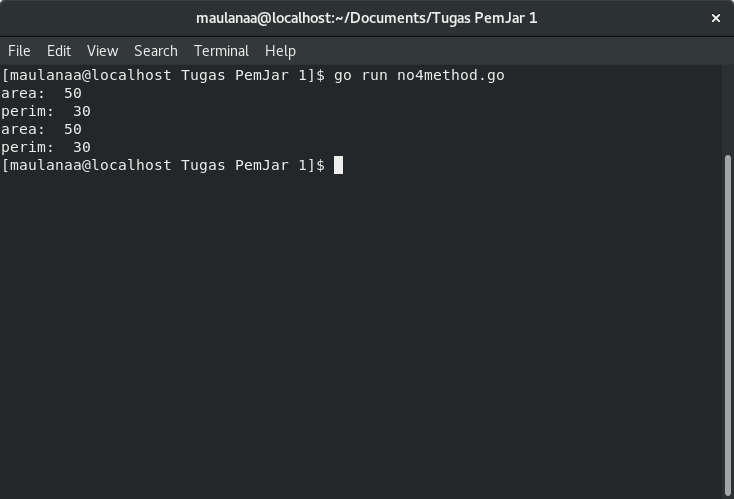 maulanaa@localhost:~/Documents/Tugas PemJar 1
File Edit View Search Terminal Help
[maulanaa@localhost Tugas PemJar 1]$ go run no4method.go
area:  50
perim:  30
area:  50
perim:  30
[maulanaa@localhost Tugas PemJar 1]$